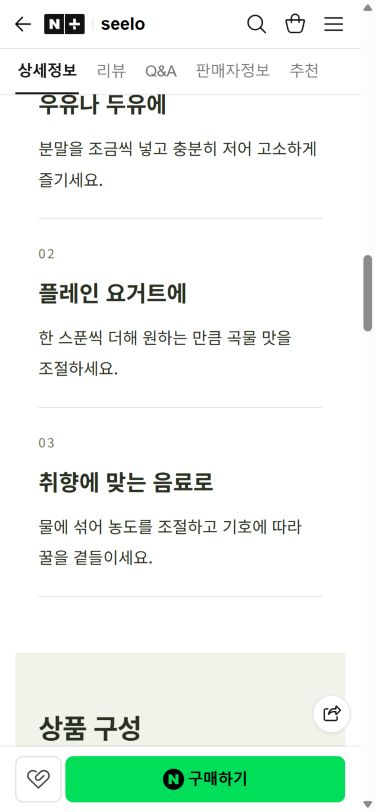 N+ seelo
상세정보 리뷰 Q&A 판매자정보 추천
우유나 두유에
분말을 조금씩 넣고 충분히 저어 고소하게
즐기세요.
02
플레인 요거트에
한 스푼씩 더해 원하는 만큼 곡물 맛을
조절하세요.
03
취향에 맞는 음료로
물에 섞어 농도를 조절하고 기호에 따라
꿀을 곁들이세요.
상품 구성
N 구매하기